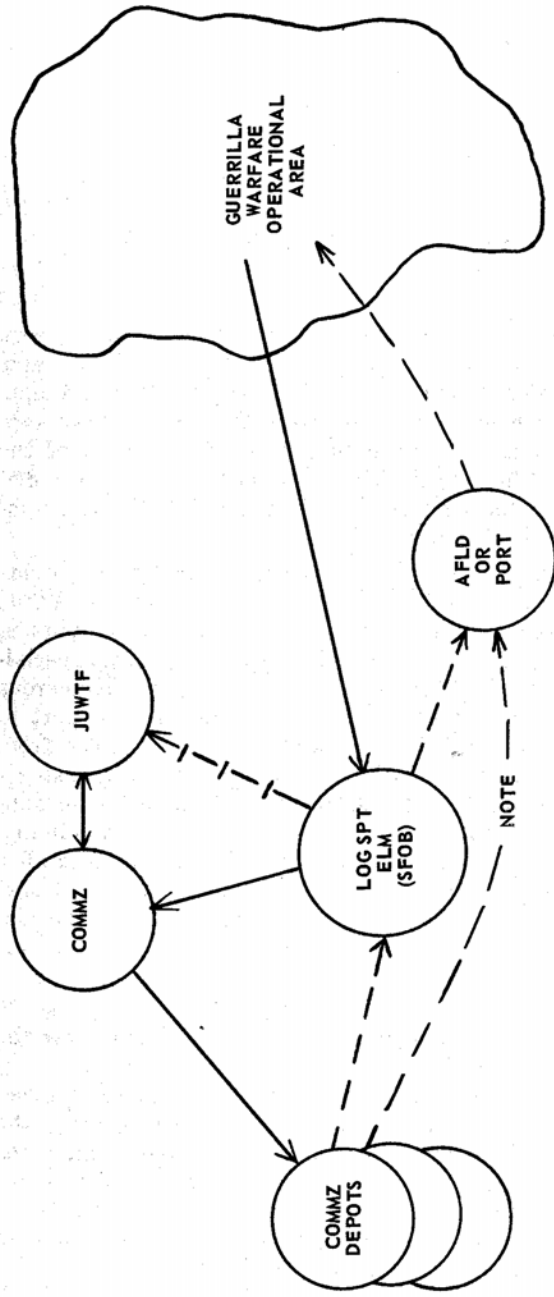 COMMZ
JUWTF
GUERRILLA
WARFARE
OPERATIONAL
AREA
COMMZ
DEPOTS
LOG SPT
ELM
(SFOB)
AFLD
OR
PORT
NOTE